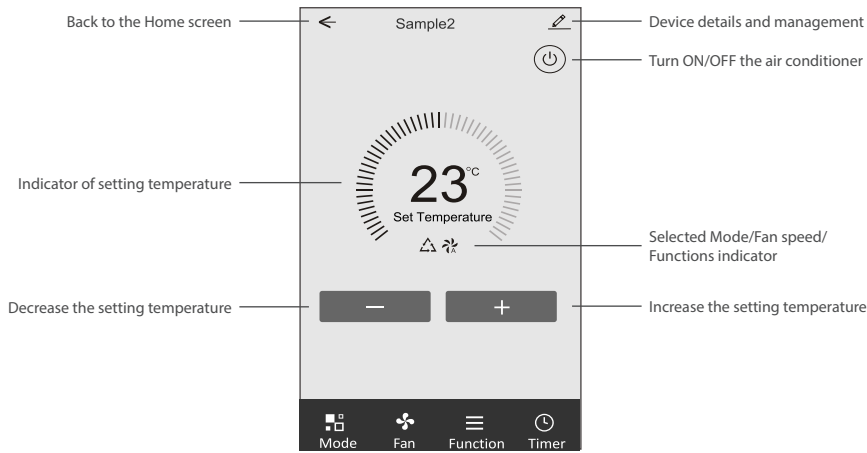 Back to the Home screen
Sample2
Device details and management
Turn ON/OFF the air conditioner
Indicator of setting temperature
23°C
Set Temperature
A
Selected Mode/Fan speed/
Functions indicator
Decrease the setting temperature
−
+
Increase the setting temperature
Mode
Fan
Function
Timer